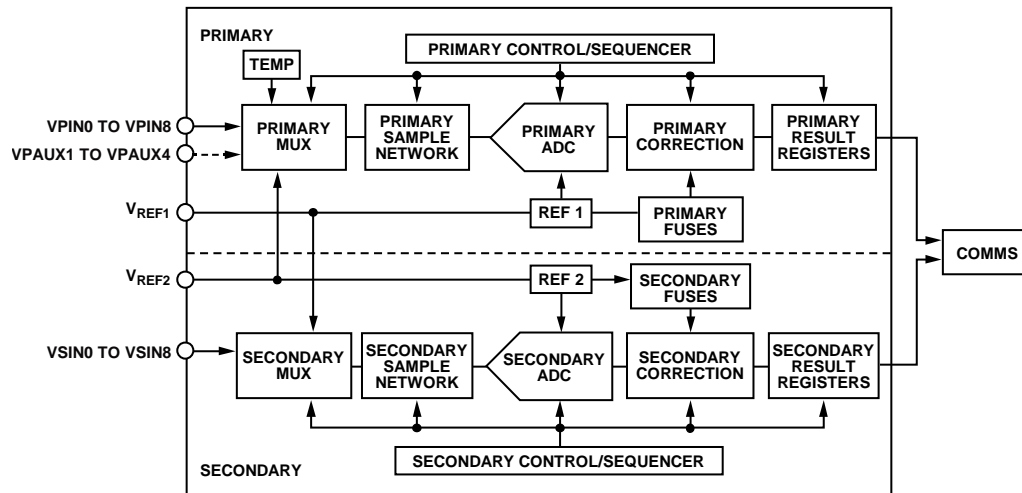 PRIMARY
PRIMARY CONTROL/SEQUENCER
TEMP
VPIN0 TO VPIN8
VPAUX1 TO VPAUX4
PRIMARY
MUX
PRIMARY
SAMPLE
NETWORK
PRIMARY
ADC
PRIMARY
CORRECTION
PRIMARY
RESULT
REGISTERS
VREF1
REF 1
PRIMARY
FUSES
COMMS
VREF2
REF 2
SECONDARY
FUSES
VSIN0 TO VSIN8
SECONDARY
MUX
SECONDARY
SAMPLE
NETWORK
SECONDARY
ADC
SECONDARY
CORRECTION
SECONDARY
RESULT
REGISTERS
SECONDARY CONTROL/SEQUENCER
SECONDARY